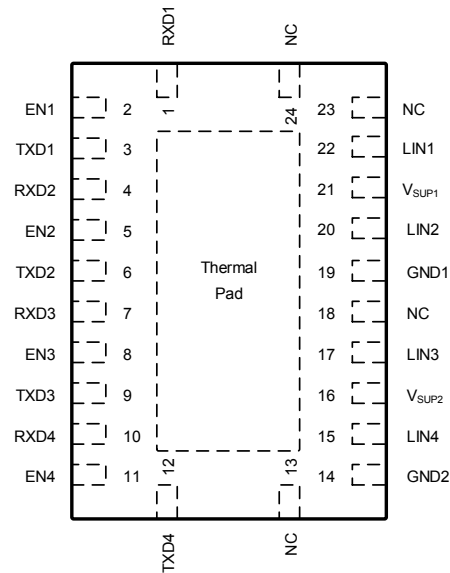 RXD1 NC
1 24
EN1 2 23 NC
TXD1 3 22 LIN1
RXD2 4 21 VSUP1
EN2 5 20 LIN2
TXD2 6 19 GND1
Thermal
Pad
RXD3 7 18 NC
EN3 8 17 LIN3
TXD3 9 16 VSUP2
RXD4 10 15 LIN4
EN4 11 14 GND2
12 13
TXD4 NC